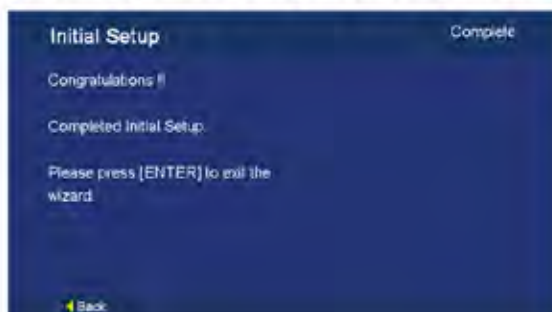 Initial Setup
Complete
Congratulations !!
Completed Initial Setup.
Please press [ENTER] to exit the
wizard.
Back